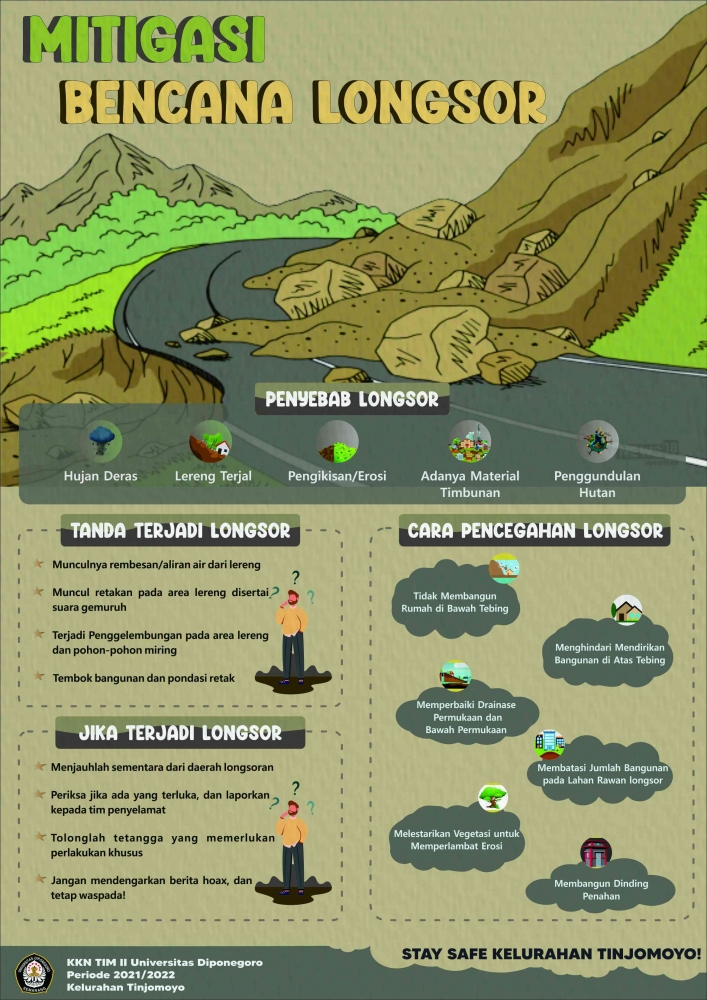 MITIGASI
BENCANA LONGSOR
PENYEBAB LONGSOR
Hujan Deras
Lereng Terjal
Pengikisan/Erosi
Adanya Material
Timbunan
Penggundulan
Hutan
TANDA TERJADI LONGSOR
Munculnya rembesan/aliran air dari lereng
Muncul retakan pada area lereng disertai
suara gemuruh
Terjadi Penggelembungan pada area lereng
dan pohon-pohon miring
Tembok bangunan dan pondasi retak
JIKA TERJADI LONGSOR
Menjauhlah sementara dari daerah longsoran
Periksa jika ada yang terluka, dan laporkan
kepada tim penyelamat
Tolonglah tetangga yang memerlukan
perlakukan khusus
Jangan mendengarkan berita hoax, dan
tetap waspada!
CARA PENCEGAHAN LONGSOR
Tidak Membangun
Rumah di Bawah Tebing
Menghindari Mendirikan
Bangunan di Atas Tebing
Memperbaiki Drainase
Permukaan dan
Bawah Permukaan
Membatasi Jumlah Bangunan
pada Lahan Rawan longsor
Melestarikan Vegetasi untuk
Memperlambat Erosi
Membangun Dinding
Penahan
KKN TIM II Universitas Diponegoro
Periode 2021/2022
Kelurahan Tinjomoyo
STAY SAFE KELURAHAN TINJOMOYO!